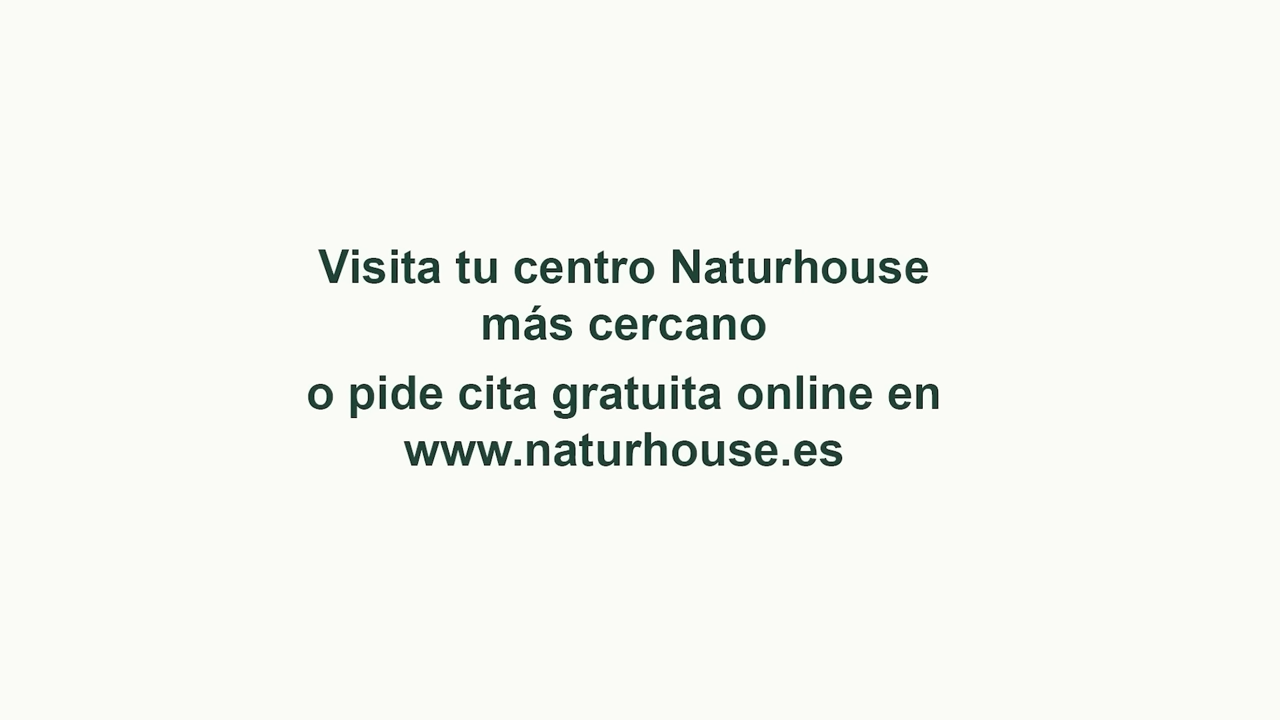 Visita tu centro Naturhouse
más cercano
o pide cita gratuita online en
www.naturhouse.es